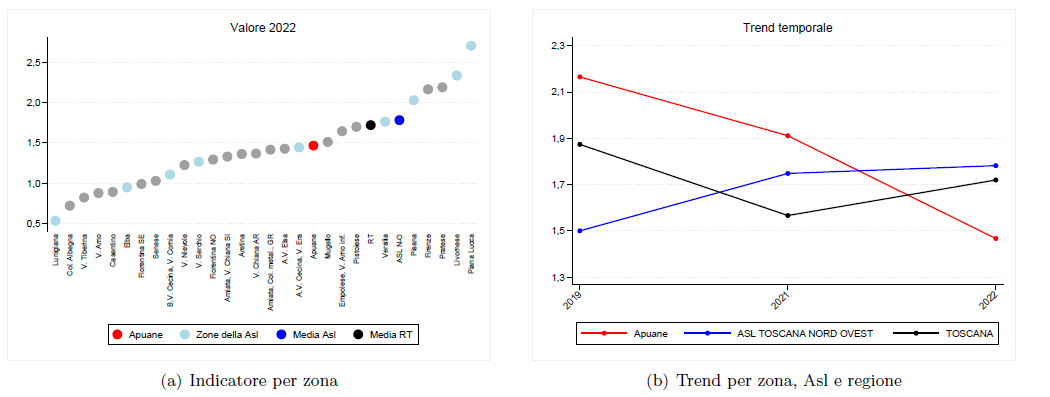 Valore 2022
2,5
2,0
1,5
1,0
0,5
Lunigiana
Col. Albegna
V. Tiberina
V. Arno
Casentino
Elba
Fiorentina SE
Senese
B.V. Cecina, V. Cornia
V. Nievole
V. Serchio
Fiorentina NO
Amiata, V. Chiana SI
Aretina
V. Chiana AR
Amiata, Col. metal., GR
A.V. Elsa
A.V. Cecina, V. Era
Apuane
Mugello
Empolese, V. Arno inf.
Pistoiese
RT
Versilia
ASL N-O
Pisana
Firenze
Pratese
Livornese
Piana Lucca
Apuane Zone della Asl Media Asl Media RT
(a) Indicatore per zona
Trend temporale
2,3
2,1
1,9
1,7
1,5
1,3
2019
2021
2022
Apuane ASL TOSCANA NORD OVEST TOSCANA
(b) Trend per zona, Asl e regione